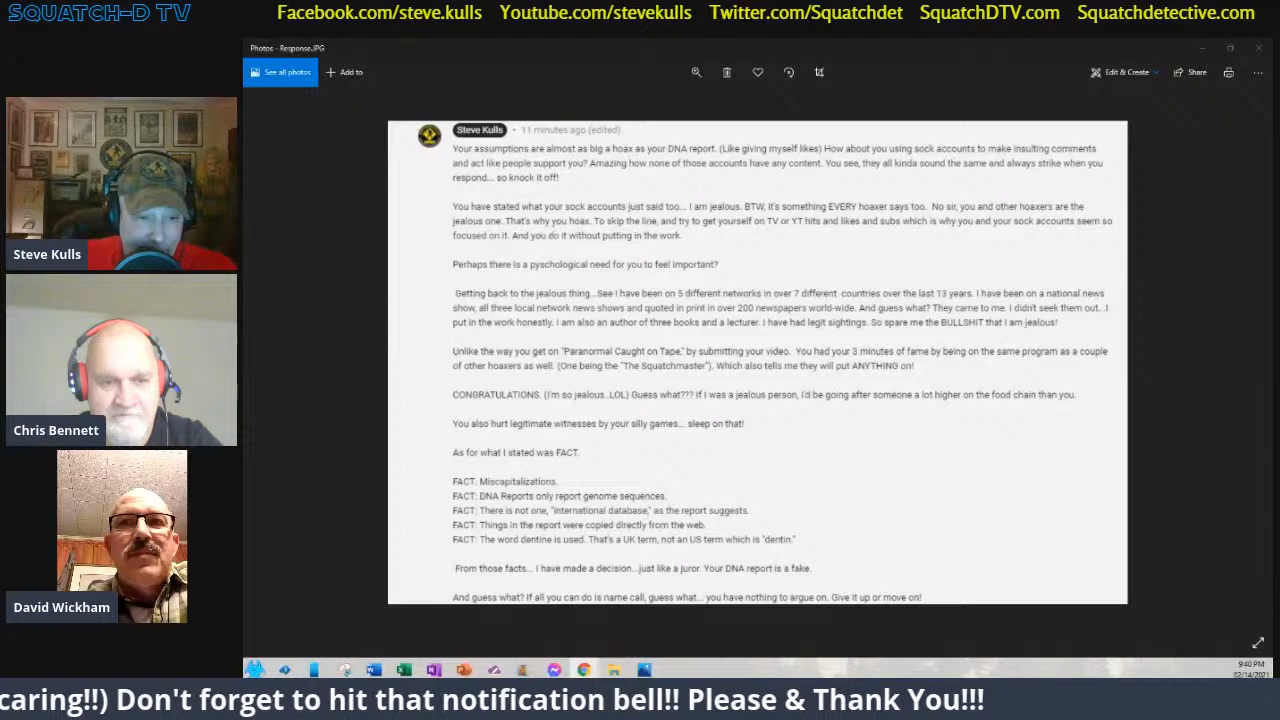 SQUATCH-D TV
Facebook.com/steve.kulls Youtube.com/stevekulls Twitter.com/Squatchdet SquatchDTV.com Squatchdetective.com
Photos - Response.JPG
See all photos
Add to
Edit & Create
Share
Steve Kulls • 11 minutes ago (edited)
Your assumptions are almost as big a hoax as your DNA report. (Like giving myself likes) How about you using sock accounts to make insulting comments
and act like people support you? Amazing how none of those accounts have any content. You see, they all kinda sound the same and always strike when you
respond... so knock it off!
You have stated what your sock accounts just said too... I am jealous. BTW, it's something EVERY hoaxer says too. No sir, you and other hoaxers are the
jealous one. That's why you hoax. To skip the line, and try to get yourself on TV or YT hits and likes and subs which is why you and your sock accounts seem so
focused on it. And you do it without putting in the work.
Perhaps there is a pyschological need for you to feel important?
Getting back to the jealous thing...See I have been on 5 different networks in over 7 different countries over the last 13 years. I have been on a national news
show, all three local network news shows and quoted in print in over 200 newspapers world-wide. And guess what? They came to me. I didn't seek them out...I
put in the work honestly. I am also an author of three books and a lecturer. I have had legit sightings. So spare me the BULLSHIT that I am jealous!
Unlike the way you get on "Paranormal Caught on Tape," by submitting your video. You had your 3 minutes of fame by being on the same program as a couple
of other hoaxers as well. (One being the "The Squatchmaster"). Which also tells me they will put ANYTHING on!
CONGRATULATIONS. (I'm so jealous..LOL) Guess what??? If I was a jealous person, I'd be going after someone a lot higher on the food chain than you.
You also hurt legitimate witnesses by your silly games... sleep on that!
As for what I stated was FACT.
FACT: Miscapitalizations.
FACT: DNA Reports only report genome sequences.
FACT: There is not one, "international database," as the report suggests.
FACT: Things in the report were copied directly from the web.
FACT: The word dentine is used. That's a UK term, not an US term which is "dentin."
From those facts... I have made a decision...just like a juror. Your DNA report is a fake.
And guess what? If all you can do is name call, guess what... you have nothing to argue on. Give it up or move on!
Steve Kulls
Chris Bennett
David Wickham
9:40 PM
02/14/2021
caring!!) Don't forget to hit that notification bell!! Please & Thank You!!!